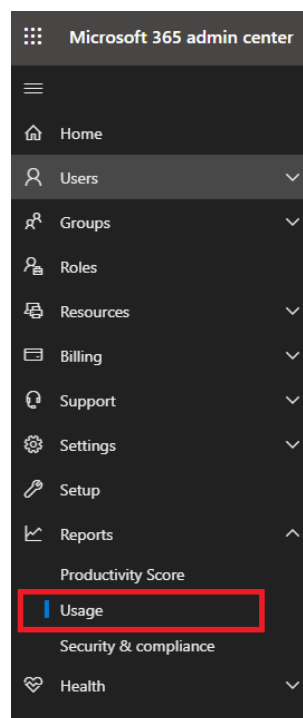 Microsoft 365 admin center
Home
Users
Groups
Roles
Resources
Billing
Support
Settings
Setup
Reports
Productivity Score
Usage
Security & compliance
Health